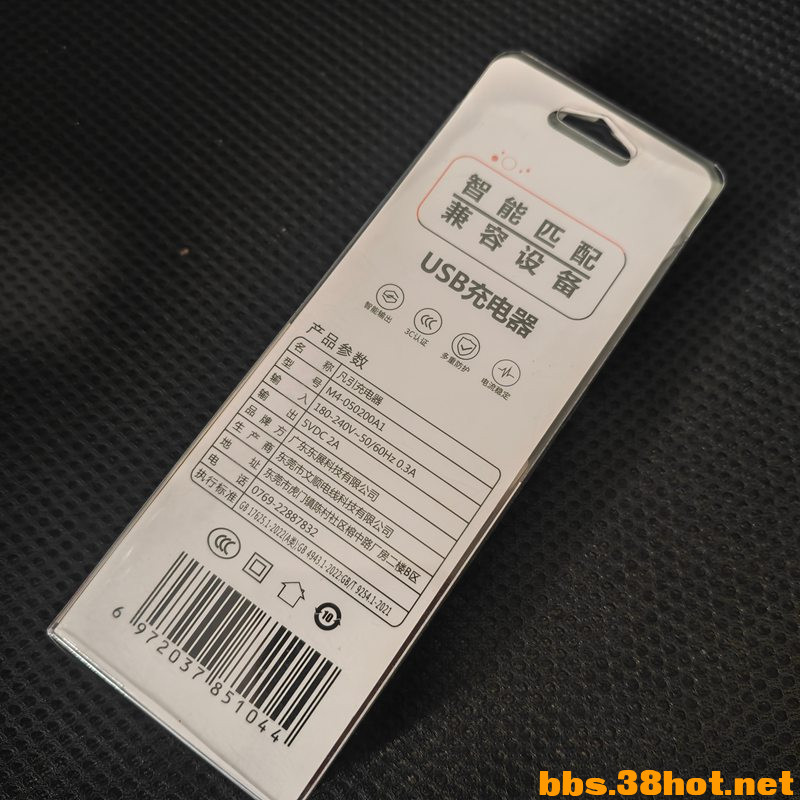 智能匹配
兼容设备
USB充电器
智能输出
3C认证
多重防护
电流稳定
产品参数
名称 凡引充电器
型号 M4-050200A1
输入 180-240V~50/60Hz 0.3A
输出 5VDC 2A
品牌方 广东东展科技有限公司
生产商 东莞市文顺电线科技有限公司
地址 东莞市虎门镇陈村社区榕中路厂房一楼B区
电话 0769-22887832
执行标准 GB 17625.1-2022(A类);GB 4943.1-2022;GB/T 9254.1-2021
CCC
10
6 972037 851044
bbs.38hot.net